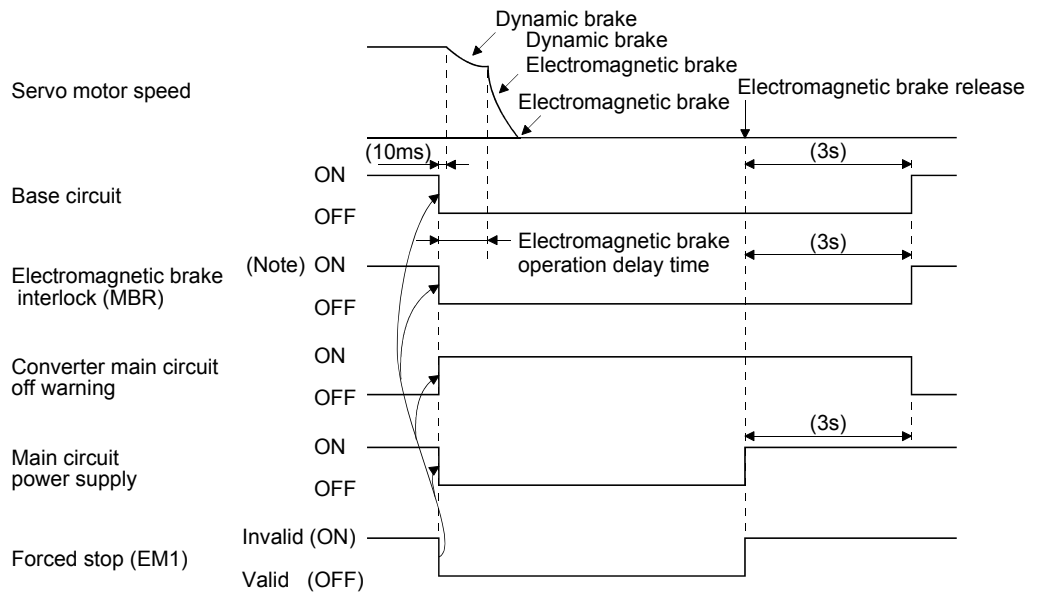 Dynamic brake
Dynamic brake
Electromagnetic brake
Servo motor speed
Electromagnetic brake release
Electromagnetic brake
(10ms)
(3s)
Base circuit
ON
OFF
Electromagnetic brake
operation delay time
(3s)
Electromagnetic brake
interlock (MBR)
(Note) ON
OFF
Converter main circuit
off warning
ON
OFF
(3s)
Main circuit
power supply
ON
OFF
Forced stop (EM1)
Invalid (ON)
Valid (OFF)